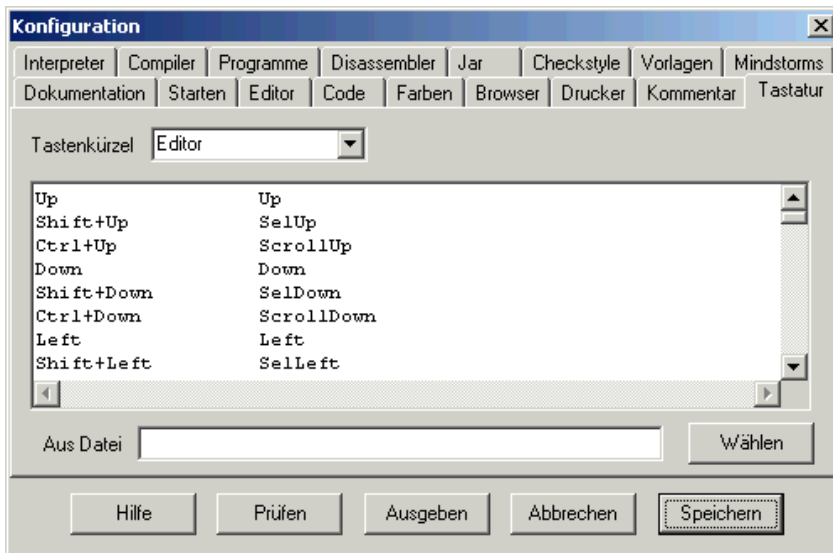 Konfiguration
Interpreter Compiler Programme Disassembler Jar Checkstyle Vorlagen Mindstorms
Dokumentation Starten Editor Code Farben Browser Drucker Kommentar Tastatur
Tastenkürzel Editor
Up Up
Shift+Up SelUp
Ctrl+Up ScrollUp
Down Down
Shift+Down SelDown
Ctrl+Down ScrollDown
Left Left
Shift+Left SelLeft
Aus Datei Wählen
Hilfe Prüfen Ausgeben Abbrechen Speichern